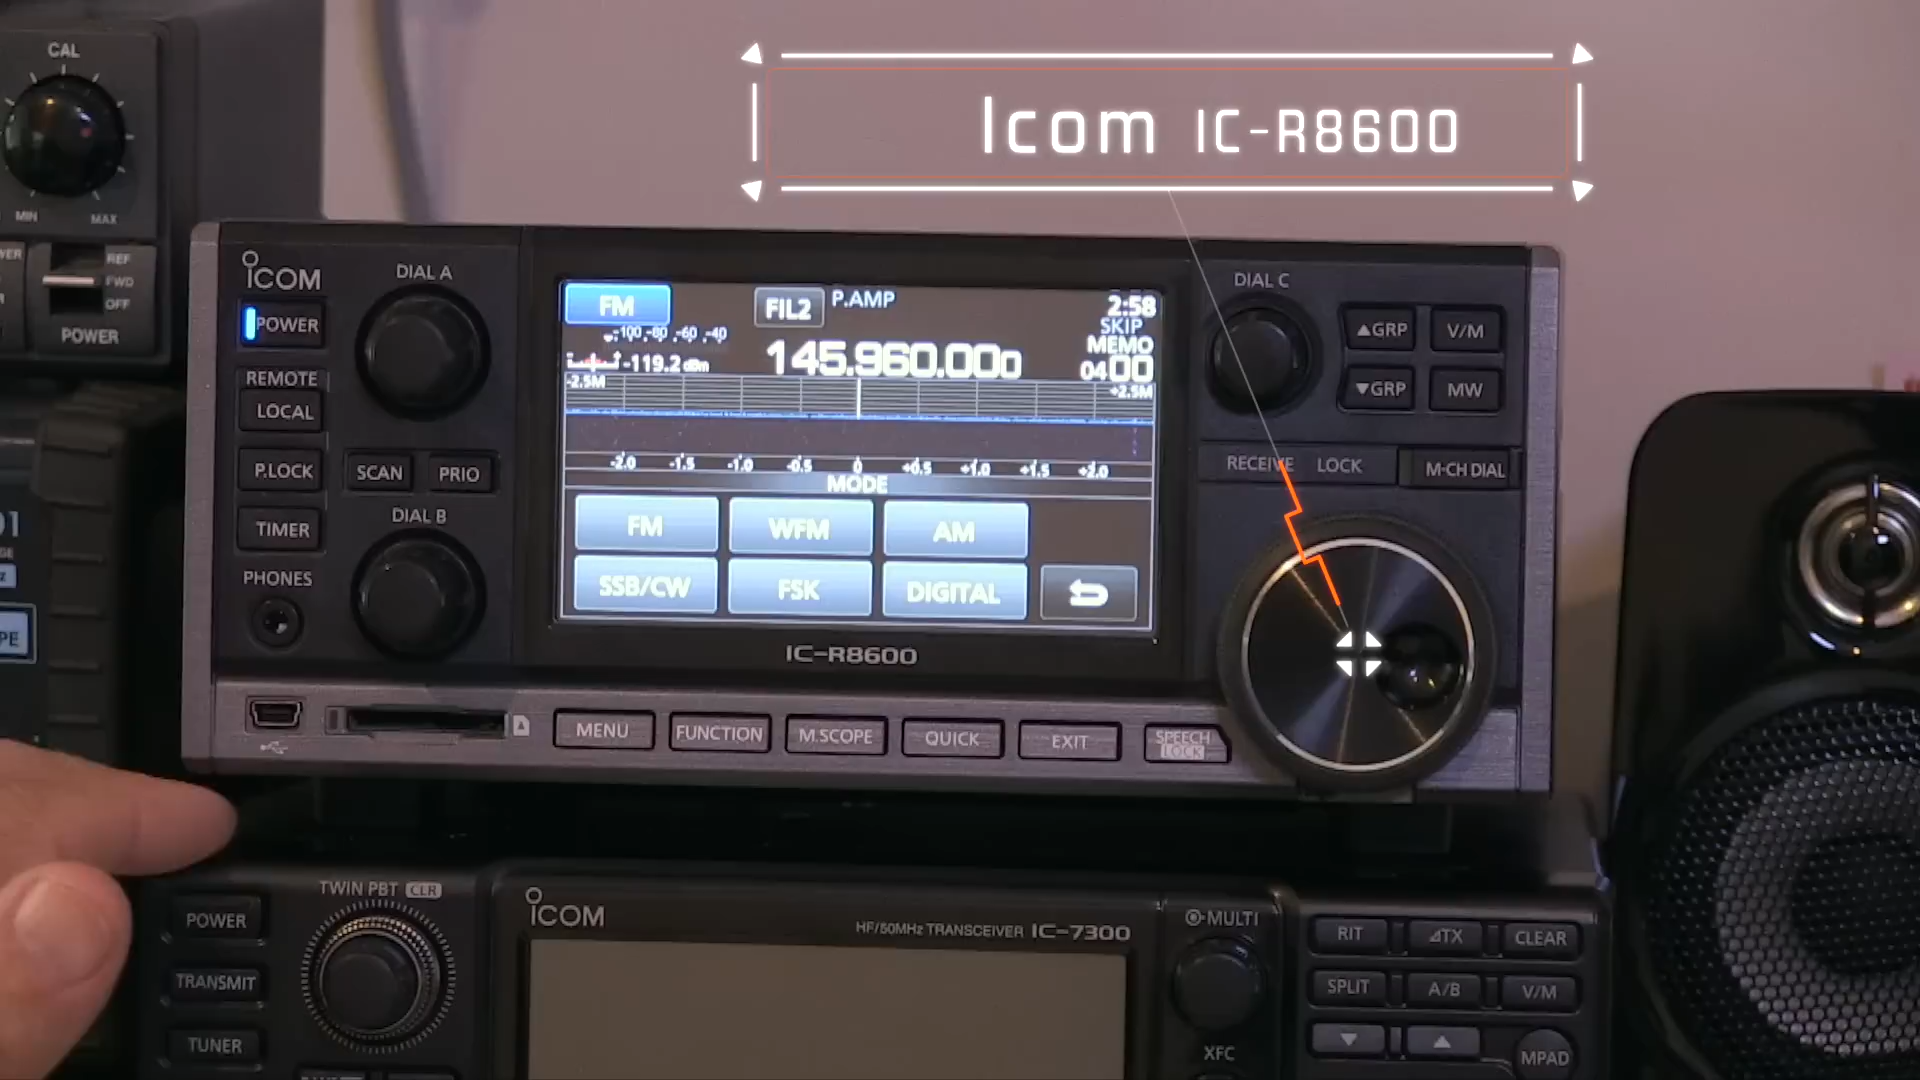 Icom IC-R8600
CAL
MIN MAX
REF
FWD
OFF
POWER
ICOM
DIAL A
POWER
REMOTE
LOCAL
P.LOCK
SCAN
PRIO
TIMER
DIAL B
PHONES
FM
FIL2
P.AMP
2:58
SKIP
MEMO
0400
-100 -80 -60 -40
-119.2 dBm
145.960.000
-2.5M
+2.5M
-2.0 -1.5 -1.0 -0.5 0 +0.5 +1.0 +1.5 +2.0
MODE
FM WFM AM
SSB/CW FSK DIGITAL
IC-R8600
DIAL C
▲GRP V/M
▼GRP MW
RECEIVE LOCK M-CH DIAL
MENU FUNCTION M.SCOPE QUICK EXIT SPEECH
LOCK
TWIN PBT CLR
POWER
TRANSMIT
TUNER
ICOM
HF/50MHz TRANSCEIVER IC-7300
MULTI
XFC
RIT ⊿TX CLEAR
SPLIT A/B V/M
MPAD